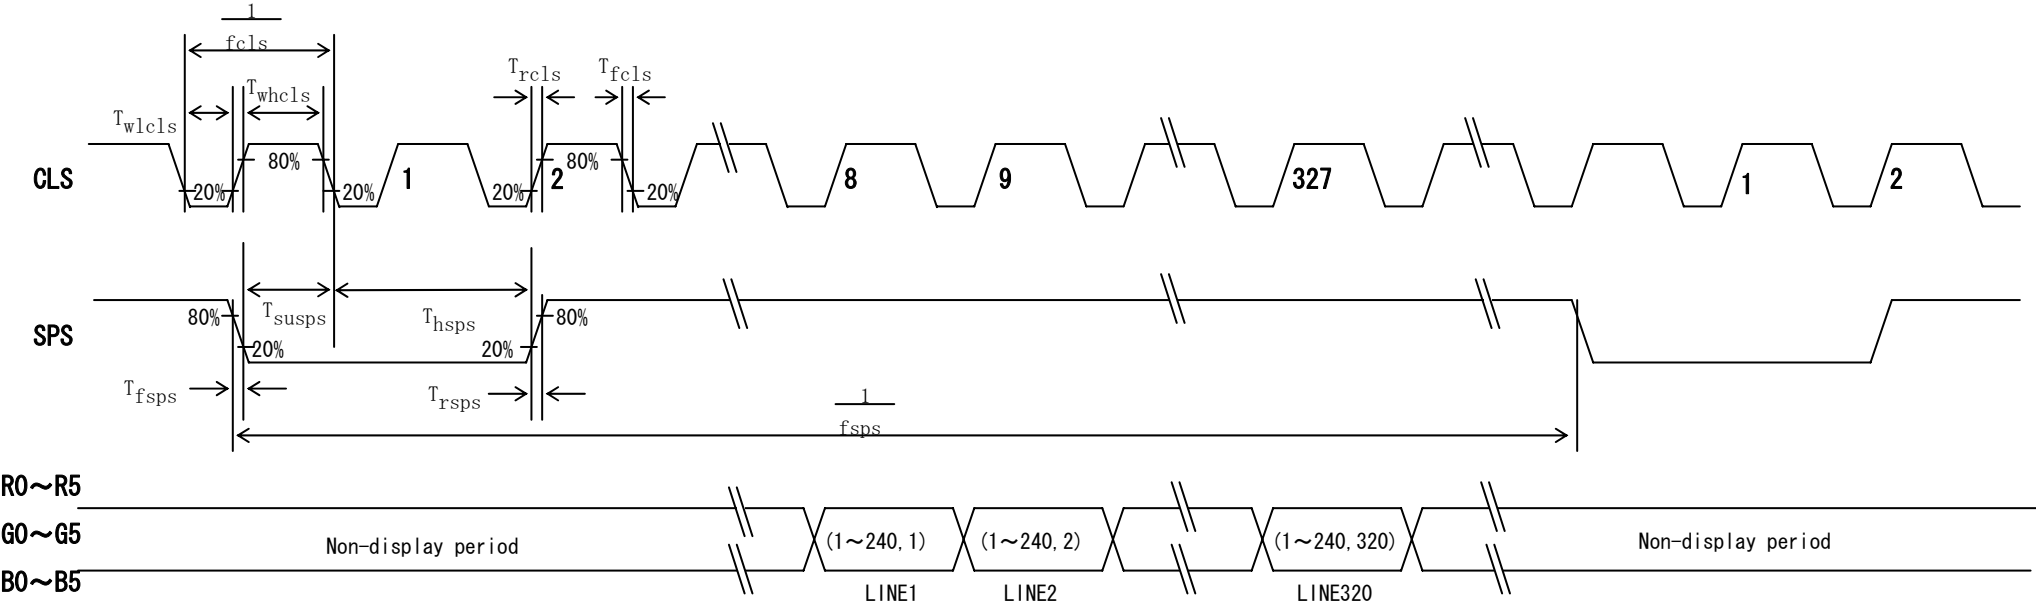 1
fcls
Twhcls
Trcls
Tfcls
Twlcls
CLS
20%
80%
20%
1
20%
2
80%
20%
8
9
327
1
2
SPS
80%
Tsusps
20%
Thsps
20%
80%
Tfsps
Trsps
1
fsps
R0～R5
G0～G5
B0～B5
Non-display period
(1～240,1)
(1～240,2)
(1～240,320)
Non-display period
LINE1
LINE2
LINE320